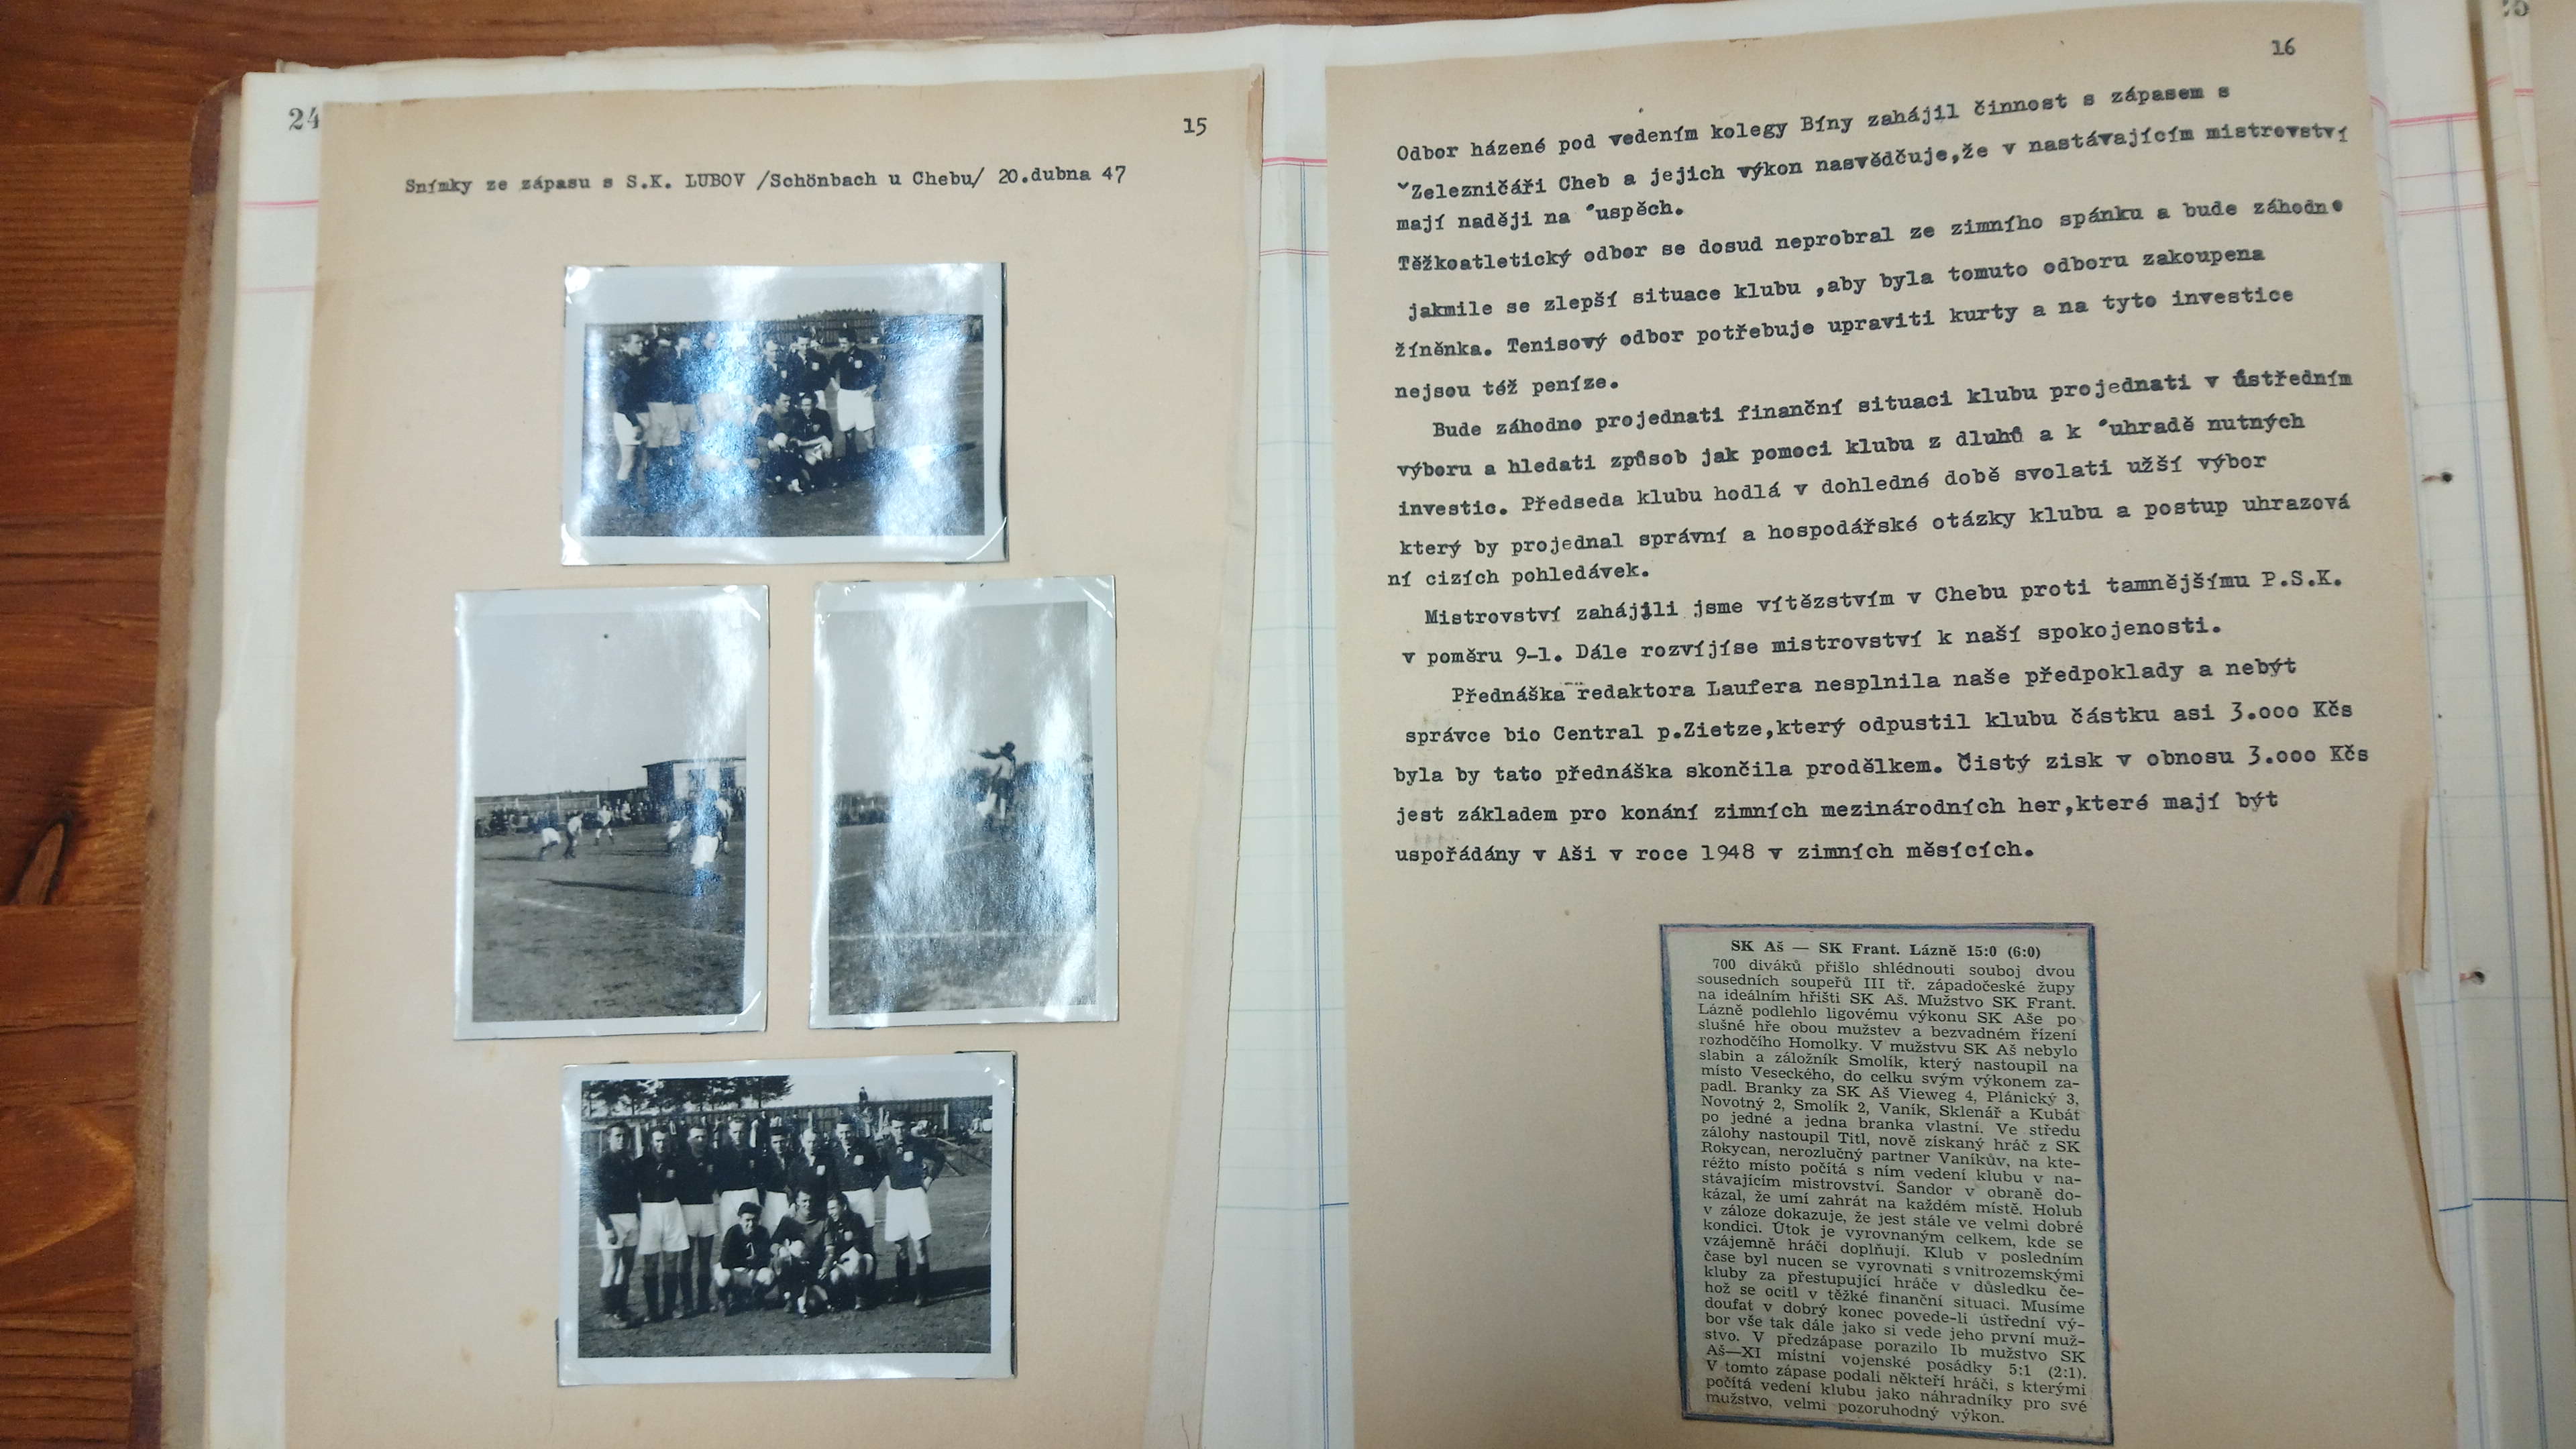 24
15
Snímky ze zápasu s S.K. LUBOV /Schönbach u Chebu/ 20.dubna 47
16
Odbor házené pod vedením kolegy Bíny zahájil činnost s zápasem s
ˇZelezničáři Cheb a jejich výkon nasvědčuje,že v nastávajícím mistrovství
mají naději na ´uspěch.
Těžkoatletický odbor se dosud neprobral ze zimního spánku a bude záhodno
jakmile se zlepší situace klubu ,aby byla tomuto odboru zakoupena
žíněnka. Tenisový odbor potřebuje upraviti kurty a na tyto investice
nejsou též peníze.
Bude záhodno projednati finanční situaci klubu projednati v ústředním
výboru a hledati způsob jak pomoci klubu z dluhů a k ´uhradě nutných
investic. Předseda klubu hodlá v dohledné době svolati užší výbor
který by projednal správní a hospodářské otázky klubu a postup uhrazová
ní cizích pohledávek.
Mistrovství zahájili jsme vítězstvím v Chebu proti tamnějšímu P.S.K.
v poměru 9-1. Dále rozvíjíse mistrovství k naší spokojenosti.
Přednáška redaktora Laufera nesplnila naše předpoklady a nebýt
správce bio Central p.Zietze,který odpustil klubu částku asi 3.000 Kčs
byla by tato přednáška skončila prodělkem. Čistý zisk v obnosu 3.000 Kčs
jest základem pro konání zimních mezinárodních her,které mají být
uspořádány v Aši v roce 1948 v zimních měsících.
SK Aš — SK Frant. Lázně 15:0 (6:0)
700 diváků přišlo shlédnouti souboj dvou
sousedních soupeřů III tř. západočeské župy
na ideálním hřišti SK Aš. Mužstvo SK Frant.
Lázně podlehlo ligovému výkonu SK Aše po
slušné hře obou mužstev a bezvadném řízení
rozhodčího Homolky. V mužstvu SK Aš nebylo
slabin a záložník Smolík, který nastoupil na
místo Veseckého, do celku svým výkonem za-
padl. Branky za SK Aš Vieweg 4, Plánický 3,
Novotný 2, Smolík 2, Vaník, Sklenář a Kubát
po jedné a jedna branka vlastní. Ve středu
zálohy nastoupil Titl, nově získaný hráč z SK
Rokycan, nerozlučný partner Vaníkův, na kte-
réžto místo počítá s ním vedení klubu v na-
stávajícím mistrovství. Šandor v obraně do-
kázal, že umí zahrát na každém místě. Holub
v záloze dokazuje, že jest stále ve velmi dobré
kondici. Útok je vyrovnaným celkem, kde se
vzájemně hráči doplňují. Klub v posledním
čase byl nucen se vyrovnati s vnitrozemskými
kluby za přestupující hráče v důsledku če-
hož se ocitl v těžké finanční situaci. Musíme
doufat v dobrý konec povede-li ústřední vý-
bor vše tak dále jako si vede jeho první muž-
stvo. V předzápase porazilo Ib mužstvo SK
Aš—XI místní vojenské posádky 5:1 (2:1).
V tomto zápase podali někteří hráči, s kterými
počítá vedení klubu jako náhradníky pro své
mužstvo, velmi pozoruhodný výkon.